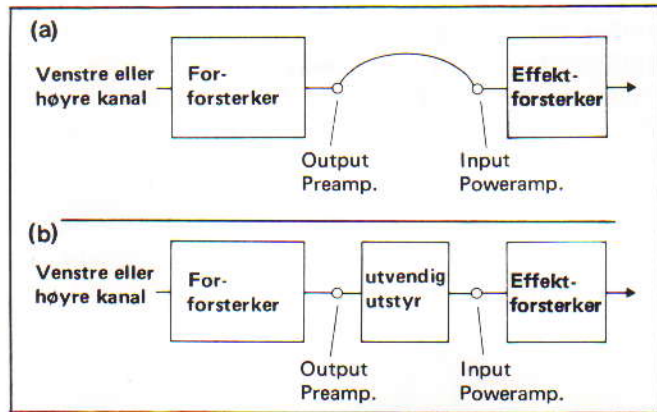 (a)
Venstre eller
høyre kanal
For-
forsterker
Effekt-
forsterker
Output
Preamp.
Input
Poweramp.
(b)
Venstre eller
høyre kanal
For-
forsterker
utvendig
utstyr
Effekt-
forsterker
Output
Preamp.
Input
Poweramp.